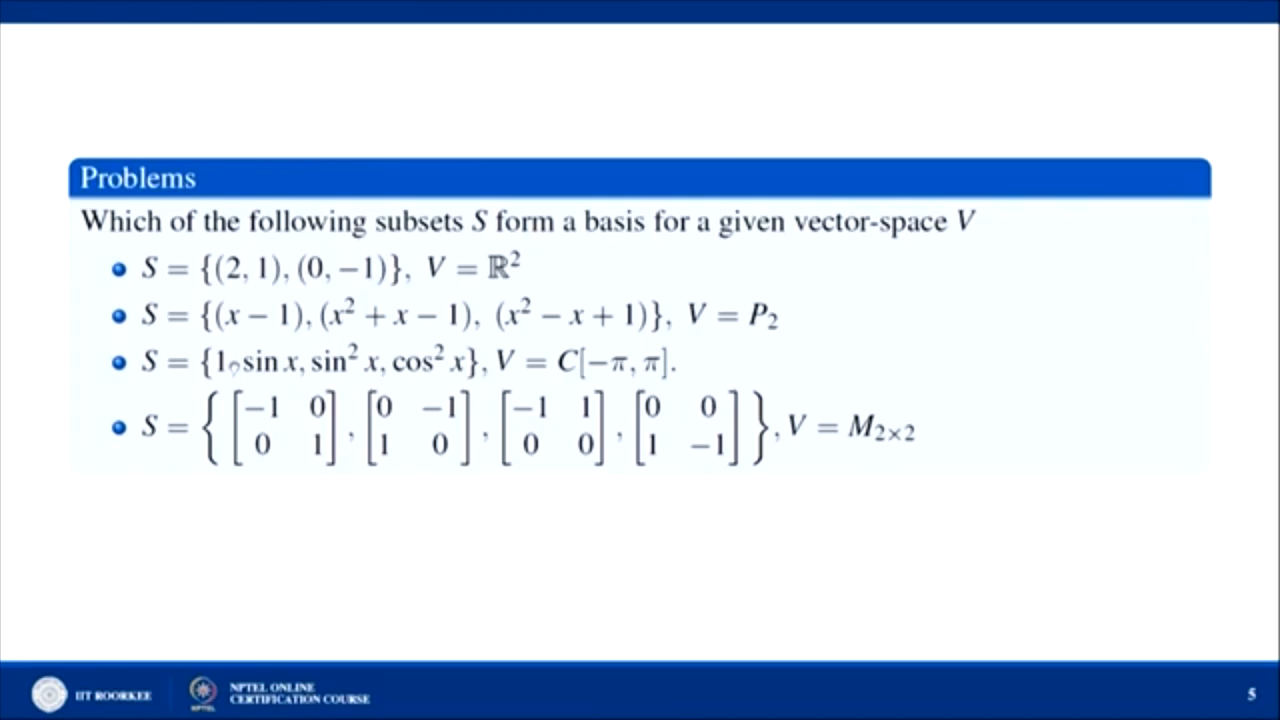 Problems
Which of the following subsets S form a basis for a given vector-space V
S = {(2, 1), (0, −1)}, V = ℝ²
S = {(x − 1), (x² + x − 1), (x² − x + 1)}, V = P₂
S = {1, sin x, sin² x, cos² x}, V = C[−π, π].
S = { [−1 0; 0 1], [0 −1; 1 0], [−1 1; 0 0], [0 0; 1 −1] }, V = M₂ₓ₂
IIT ROORKEE
NPTEL
NPTEL ONLINE
CERTIFICATION COURSE
5